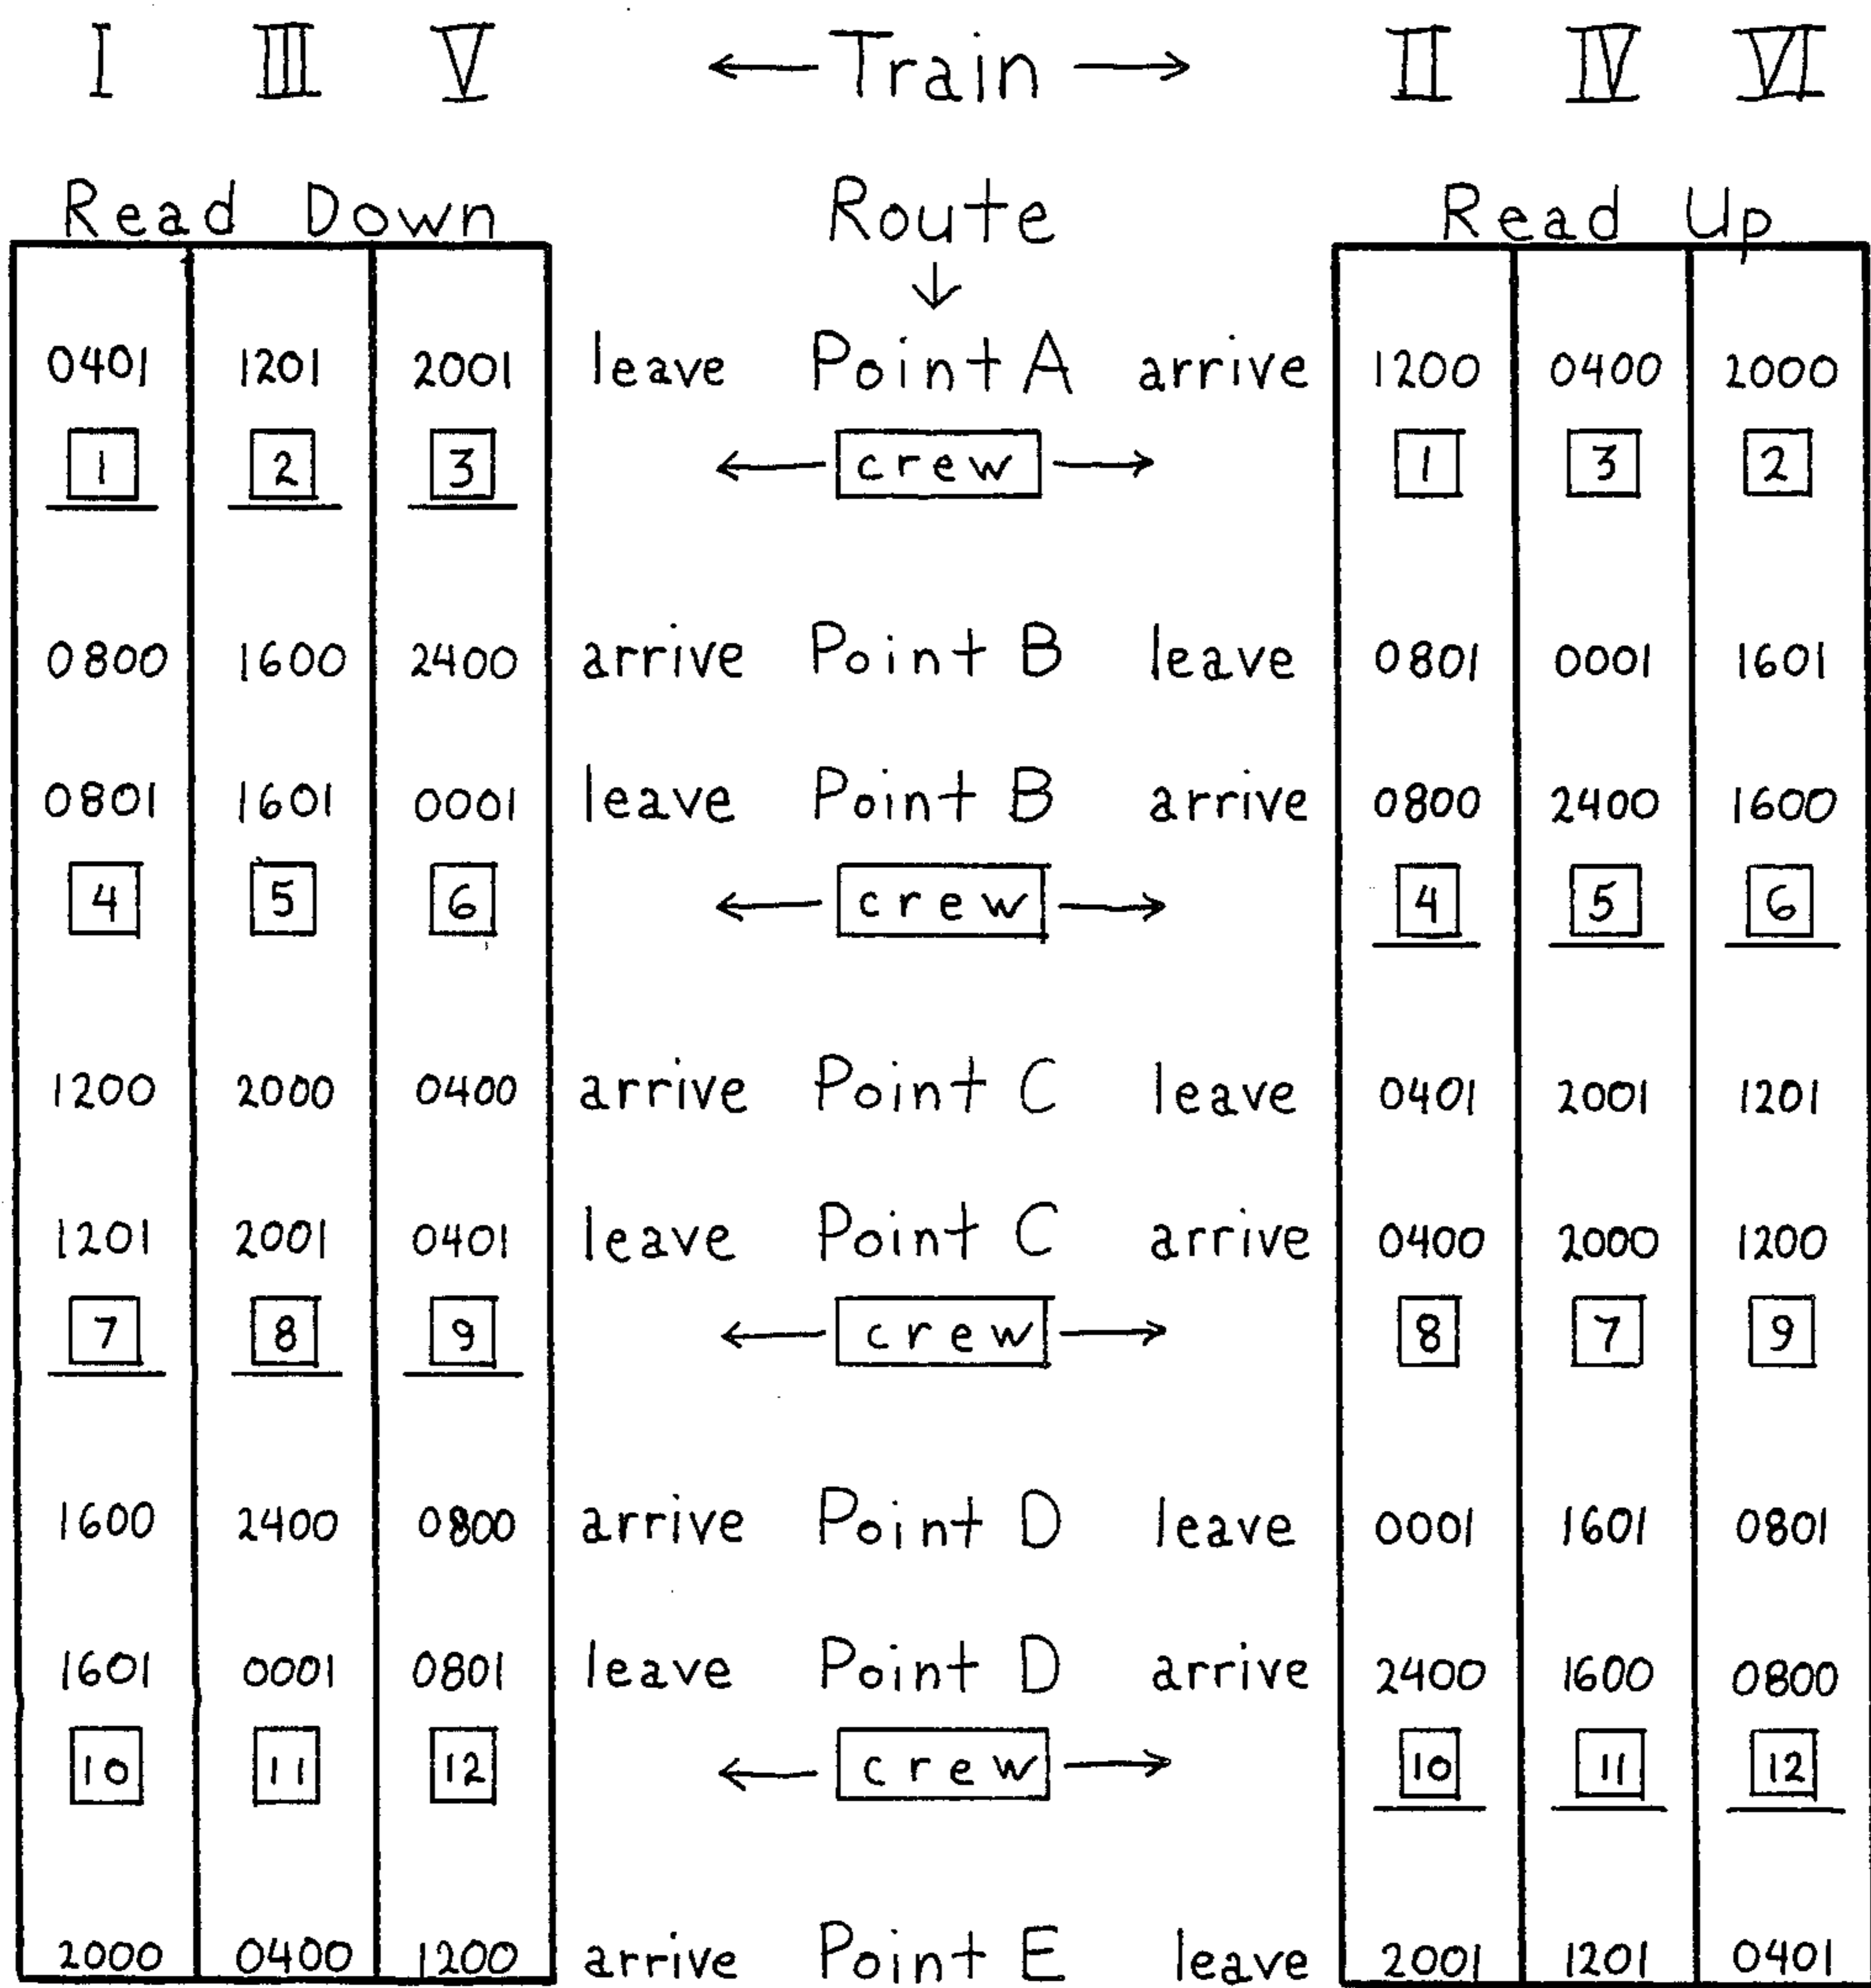 I III V ← Train → II IV VI
Read Down Route Read Up
↓
0401 1201 2001 leave Point A arrive 1200 0400 2000
1 2 3 ← crew → 1 3 2
0800 1600 2400 arrive Point B leave 0801 0001 1601
0801 1601 0001 leave Point B arrive 0800 2400 1600
4 5 6 ← crew → 4 5 6
1200 2000 0400 arrive Point C leave 0401 2001 1201
1201 2001 0401 leave Point C arrive 0400 2000 1200
7 8 9 ← crew → 8 7 9
1600 2400 0800 arrive Point D leave 0001 1601 0801
1601 0001 0801 leave Point D arrive 2400 1600 0800
10 11 12 ← crew → 10 11 12
2000 0400 1200 arrive Point E leave 2001 1201 0401